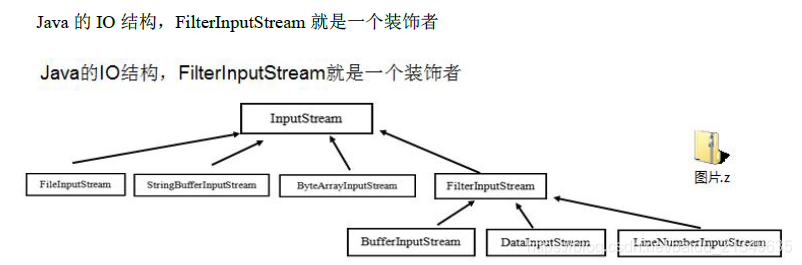 Java 的 IO 结构，FilterInputStream 就是一个装饰者
Java的IO结构，FilterInputStream就是一个装饰者
InputStream
FileInputStream
StringBufferInputStream
ByteArrayInputStream
FilterInputStream
图片.z
BufferInputStream
DataInputStream
LineNumberInputStream